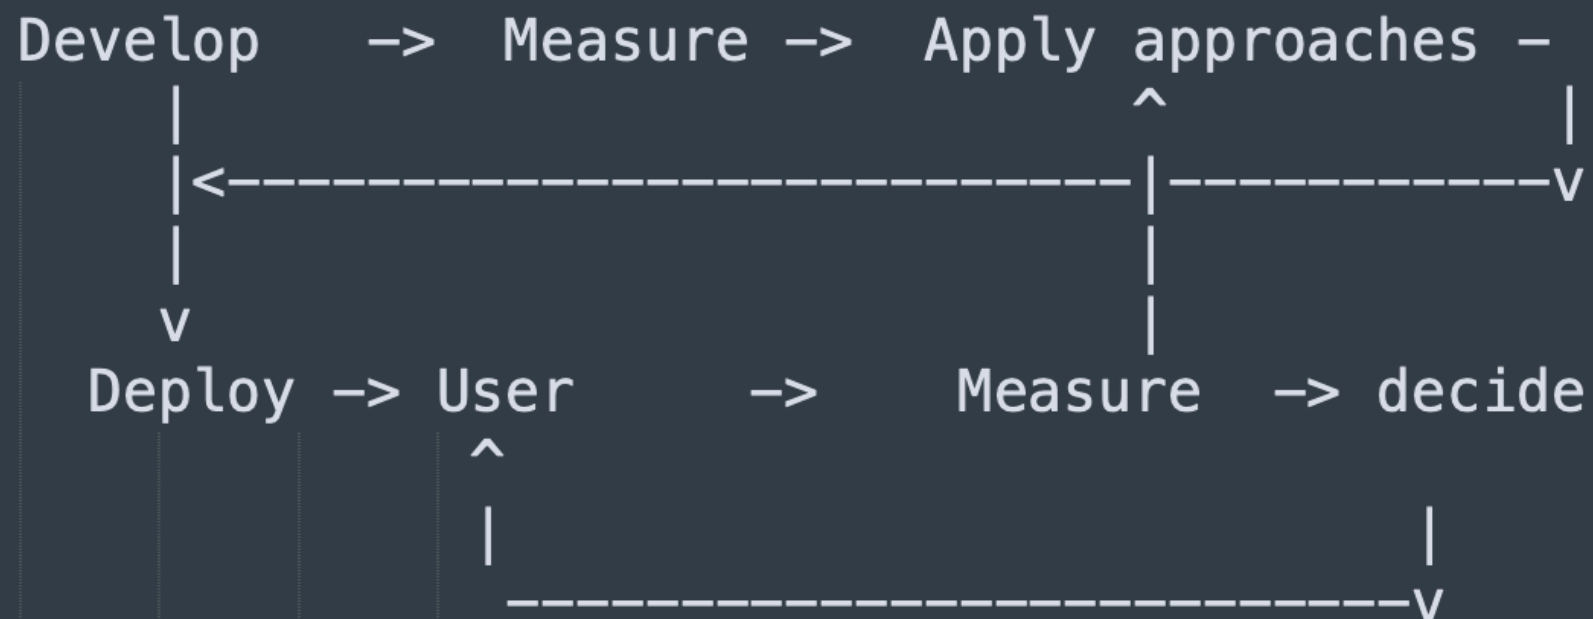 Develop   —>  Measure —>  Apply approaches —
         |                           ^           |
         |<--------------------------|-----------v
         |                           |
         v                           |
  Deploy —> User     —>    Measure  —> decide
             ^
             |                          |
              --------------------------v